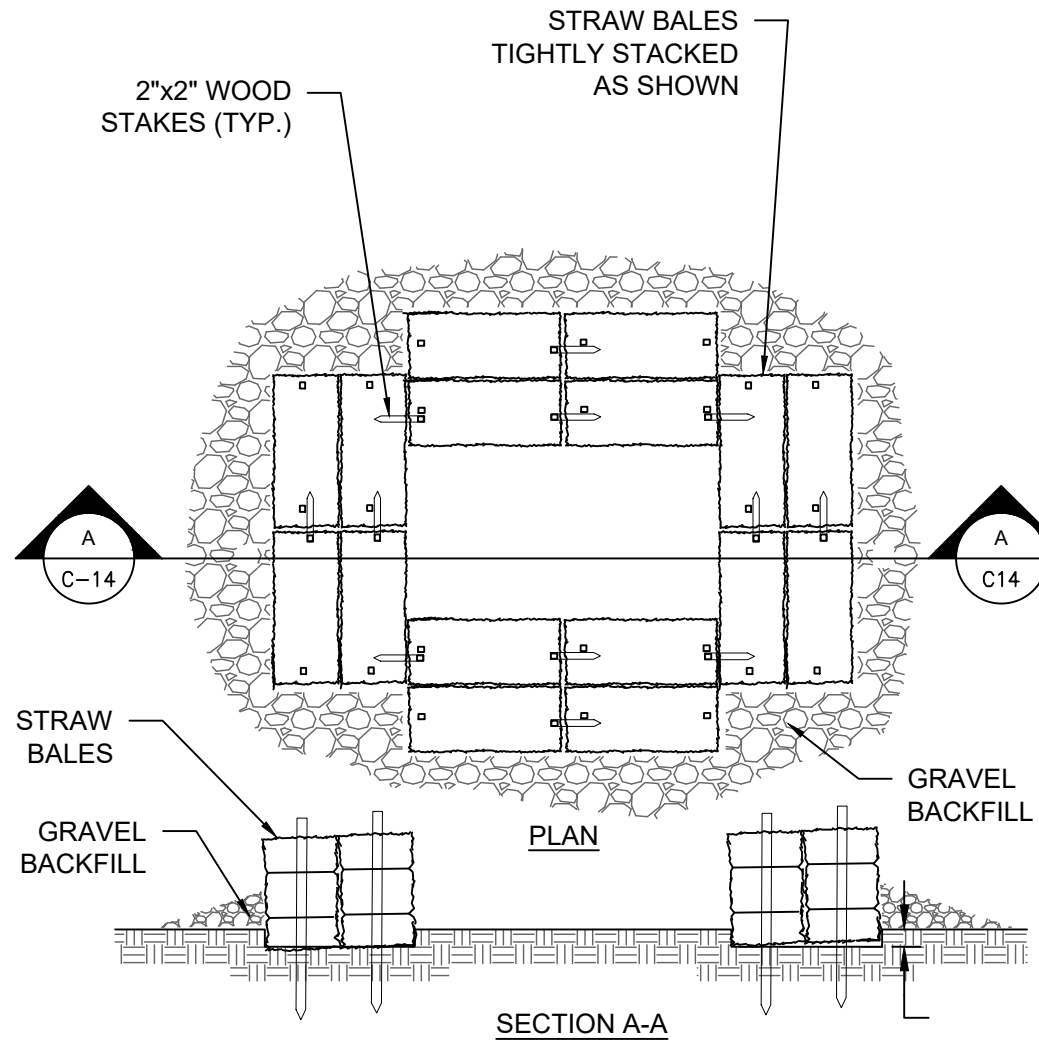 STRAW BALES
TIGHTLY STACKED
AS SHOWN
2"x2" WOOD
STAKES (TYP.)
A
C-14
A
C14
STRAW
BALES
GRAVEL
BACKFILL
GRAVEL
BACKFILL
PLAN
SECTION A-A